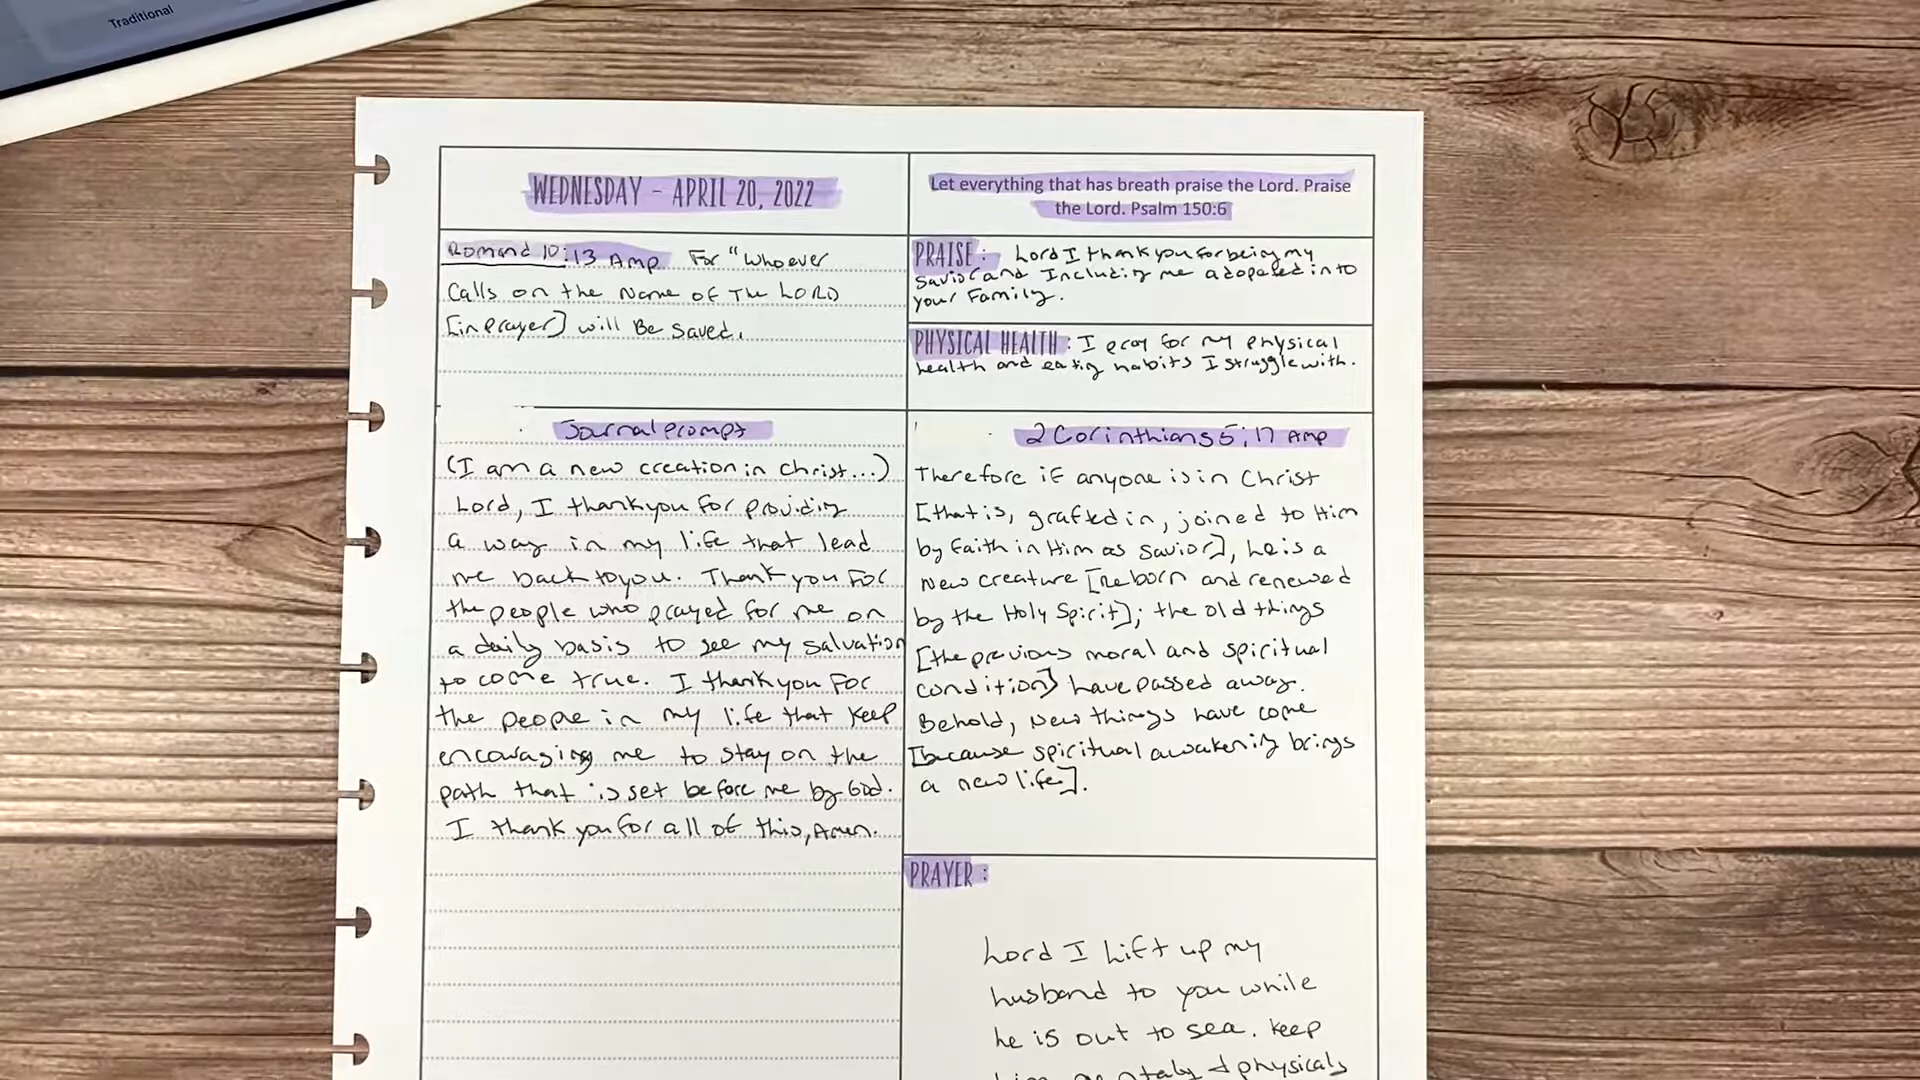 Traditional
WEDNESDAY - APRIL 20, 2022
Let everything that has breath praise the Lord. Praise
the Lord. Psalm 150:6
Romand 10:13 Amp For "Whoever
Calls on the Name of The LORD
[in Prayer] will Be saved.
PRAISE: Lord I thank you for being my
Savior and Including me adopated into
your Family.
PHYSICAL HEALTH: I pray for my physical
health and eating habits I struggle with.
Journal prompt
(I am a new creation in Christ...)
Lord, I thank you for providing
a way in my life that lead
me back to you. Thank you For
the people who prayed for me on
a daily basis to see my salvation
to come true. I thank you For
the people in my life that keep
encouraging me to stay on the
path that is set before me by God.
I thank you for all of this, Amen.
2 Corinthians 5:17 Amp
Therefore if anyone is in Christ
[that is, grafted in, joined to Him
by Faith in Him as Savior], he is a
New creature [Reborn and renewed
by the Holy Spirit]; the old things
[the previous moral and spiritual
condition] have passed away.
Behold, New things have come
[because spiritual awakening brings
a new life].
PRAYER:
Lord I Lift up my
husband to you while
he is out to sea. Keep
physicaly